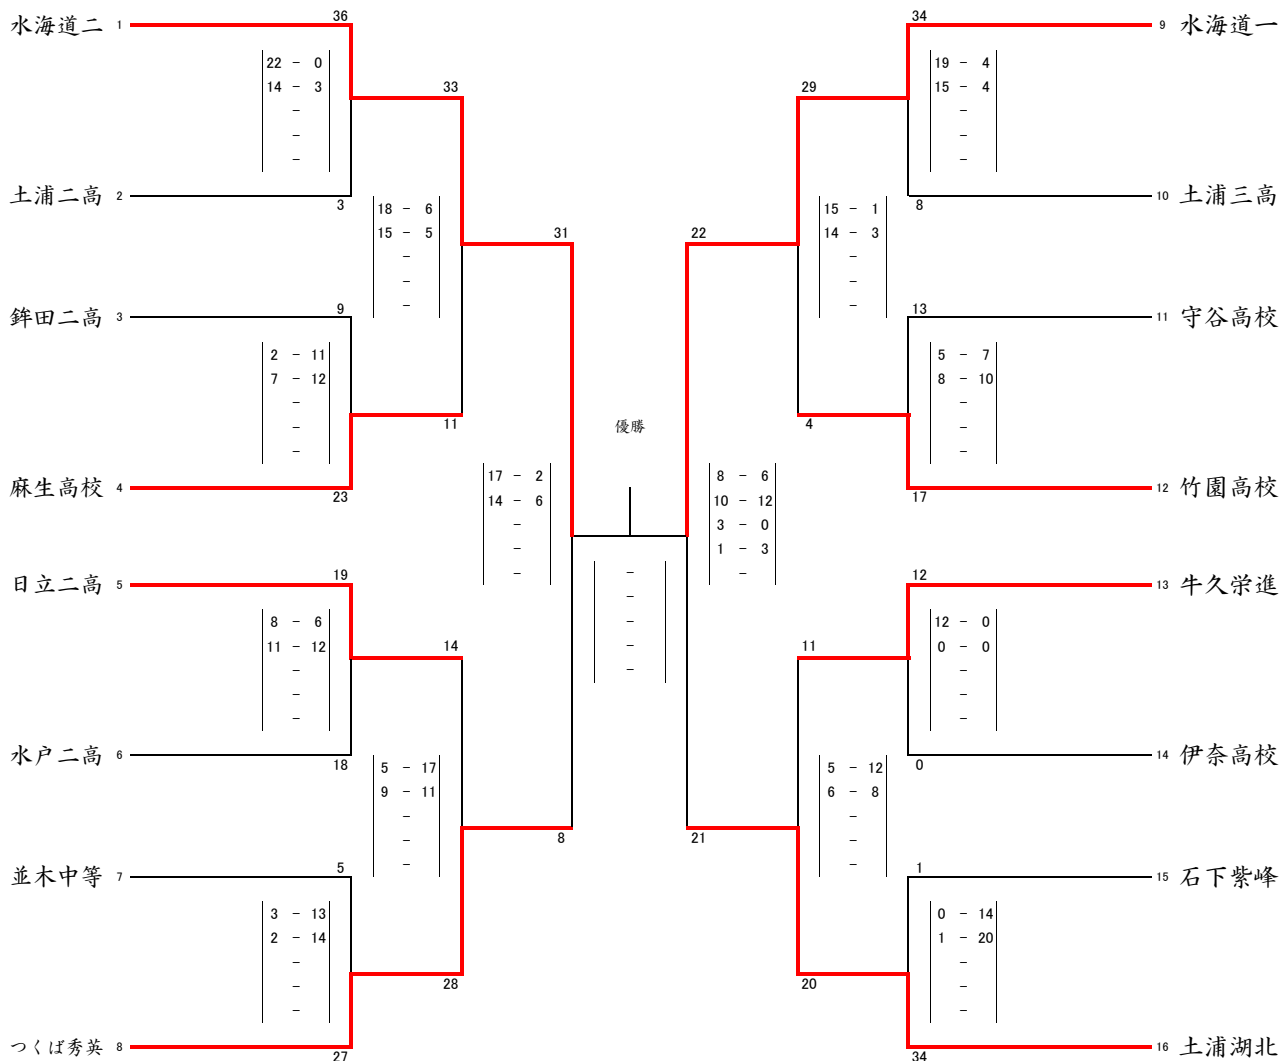 水海道二 1
36
22 - 0
14 - 3
-
-
-
土浦二高 2
3
33
18 - 6
15 - 5
-
-
-
鉾田二高 3
9
2 - 11
7 - 12
-
-
-
麻生高校 4
23
11
31
17 - 2
14 - 6
-
-
-
日立二高 5
19
8 - 6
11 - 12
-
-
-
水戸二高 6
18
14
5 - 17
9 - 11
-
-
-
並木中等 7
5
3 - 13
2 - 14
-
-
-
つくば秀英 8
27
28
8
優勝
-
-
-
-
-
34
9 水海道一
19 - 4
15 - 4
-
-
-
10 土浦三高
8
29
15 - 1
14 - 3
-
-
-
13
11 守谷高校
5 - 7
8 - 10
-
-
-
12 竹園高校
17
4
22
8 - 6
10 - 12
3 - 0
1 - 3
-
12
13 牛久栄進
12 - 0
0 - 0
-
-
-
14 伊奈高校
0
11
5 - 12
6 - 8
-
-
-
1
15 石下紫峰
0 - 14
1 - 20
-
-
-
16 土浦湖北
34
20
21